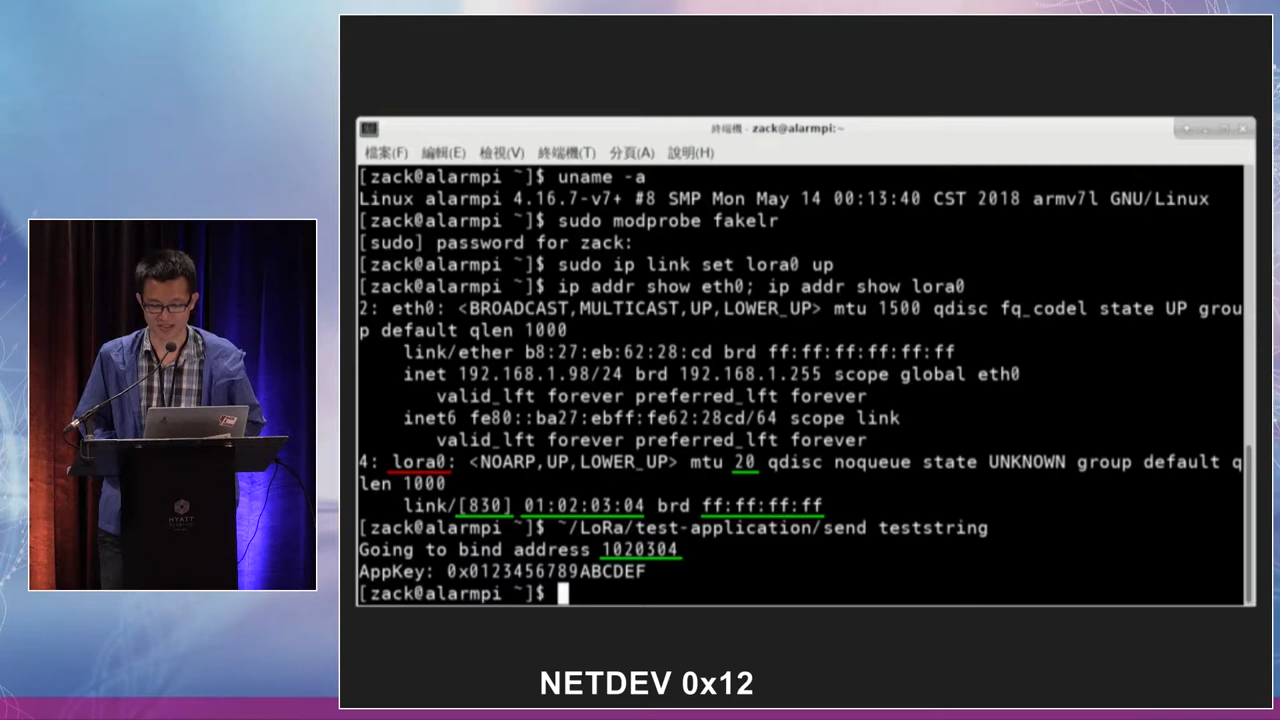 終端機 - zack@alarmpi:~
檔案(F) 編輯(E) 檢視(V) 終端機(T) 分頁(A) 說明(H)
[zack@alarmpi ~]$ uname -a
Linux alarmpi 4.16.7-v7+ #8 SMP Mon May 14 00:13:40 CST 2018 armv7l GNU/Linux
[zack@alarmpi ~]$ sudo modprobe fakelr
[sudo] password for zack:
[zack@alarmpi ~]$ sudo ip link set lora0 up
[zack@alarmpi ~]$ ip addr show eth0; ip addr show lora0
2: eth0: <BROADCAST,MULTICAST,UP,LOWER_UP> mtu 1500 qdisc fq_codel state UP grou
p default qlen 1000
link/ether b8:27:eb:62:28:cd brd ff:ff:ff:ff:ff:ff
inet 192.168.1.98/24 brd 192.168.1.255 scope global eth0
valid_lft forever preferred_lft forever
inet6 fe80::ba27:ebff:fe62:28cd/64 scope link
valid_lft forever preferred_lft forever
4: lora0: <NOARP,UP,LOWER_UP> mtu 20 qdisc noqueue state UNKNOWN group default q
len 1000
link/[830] 01:02:03:04 brd ff:ff:ff:ff
[zack@alarmpi ~]$ ~/LoRa/test-application/send teststring
Going to bind address 1020304
AppKey: 0x0123456789ABCDEF
[zack@alarmpi ~]$
HYATT
NETDEV 0x12